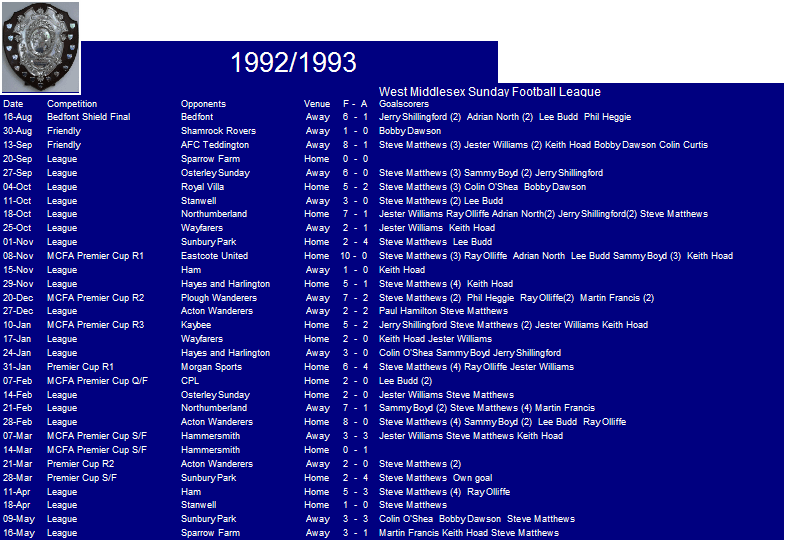 1992/1993
West Middlesex Sunday Football League
Date Competition Opponents Venue F - A Goalscorers
16-Aug Bedfont Shield Final Bedfont Away 6 - 1 Jerry Shillingford (2) Adrian North (2) Lee Budd Phil Heggie
30-Aug Friendly Shamrock Rovers Away 1 - 0 Bobby Dawson
13-Sep Friendly AFC Teddington Away 8 - 1 Steve Matthews (3) Jester Williams (2) Keith Hoad Bobby Dawson Colin Curtis
20-Sep League Sparrow Farm Home 0 - 0
27-Sep League Osterley Sunday Away 6 - 0 Steve Matthews (3) Sammy Boyd (2) Jerry Shillingford
04-Oct League Royal Villa Home 5 - 2 Steve Matthews (3) Colin O'Shea Bobby Dawson
11-Oct League Stanwell Away 3 - 0 Steve Matthews (2) Lee Budd
18-Oct League Northumberland Home 7 - 1 Jester Williams Ray Olliffe Adrian North(2) Jerry Shillingford(2) Steve Matthews
25-Oct League Wayfarers Away 2 - 1 Jester Williams Keith Hoad
01-Nov League Sunbury Park Home 2 - 4 Steve Matthews Lee Budd
08-Nov MCFA Premier Cup R1 Eastcote United Home 10 - 0 Steve Matthews (3) Ray Olliffe Adrian North Lee Budd Sammy Boyd (3) Keith Hoad
15-Nov League Ham Away 1 - 0 Keith Hoad
29-Nov League Hayes and Harlington Home 5 - 1 Steve Matthews (4) Keith Hoad
20-Dec MCFA Premier Cup R2 Plough Wanderers Away 7 - 2 Steve Matthews (2) Phil Heggie Ray Olliffe(2) Martin Francis (2)
27-Dec League Acton Wanderers Away 2 - 2 Paul Hamilton Steve Matthews
10-Jan MCFA Premier Cup R3 Kaybee Home 5 - 2 Jerry Shillingford Steve Matthews (2) Jester Williams Keith Hoad
17-Jan League Wayfarers Home 2 - 0 Keith Hoad Jester Williams
24-Jan League Hayes and Harlington Away 3 - 0 Colin O'Shea Sammy Boyd Jerry Shillingford
31-Jan Premier Cup R1 Morgan Sports Home 6 - 4 Steve Matthews (4) Ray Olliffe Jester Williams
07-Feb MCFA Premier Cup Q/F CPL Home 2 - 0 Lee Budd (2)
14-Feb League Osterley Sunday Home 2 - 0 Jester Williams Steve Matthews
21-Feb League Northumberland Away 7 - 1 Sammy Boyd (2) Steve Matthews (4) Martin Francis
28-Feb League Acton Wanderers Home 8 - 0 Steve Matthews (4) Sammy Boyd (2) Lee Budd Ray Olliffe
07-Mar MCFA Premier Cup S/F Hammersmith Away 3 - 3 Jester Williams Steve Matthews Keith Hoad
14-Mar MCFA Premier Cup S/F Hammersmith Home 0 - 1
21-Mar Premier Cup R2 Acton Wanderers Away 2 - 0 Steve Matthews (2)
28-Mar Premier Cup S/F Sunbury Park Home 2 - 4 Steve Matthews Own goal
11-Apr League Ham Home 5 - 3 Steve Matthews (4) Ray Olliffe
18-Apr League Stanwell Home 1 - 0 Steve Matthews
09-May League Sunbury Park Away 3 - 3 Colin O'Shea Bobby Dawson Steve Matthews
16-May League Sparrow Farm Away 3 - 1 Martin Francis Keith Hoad Steve Matthews